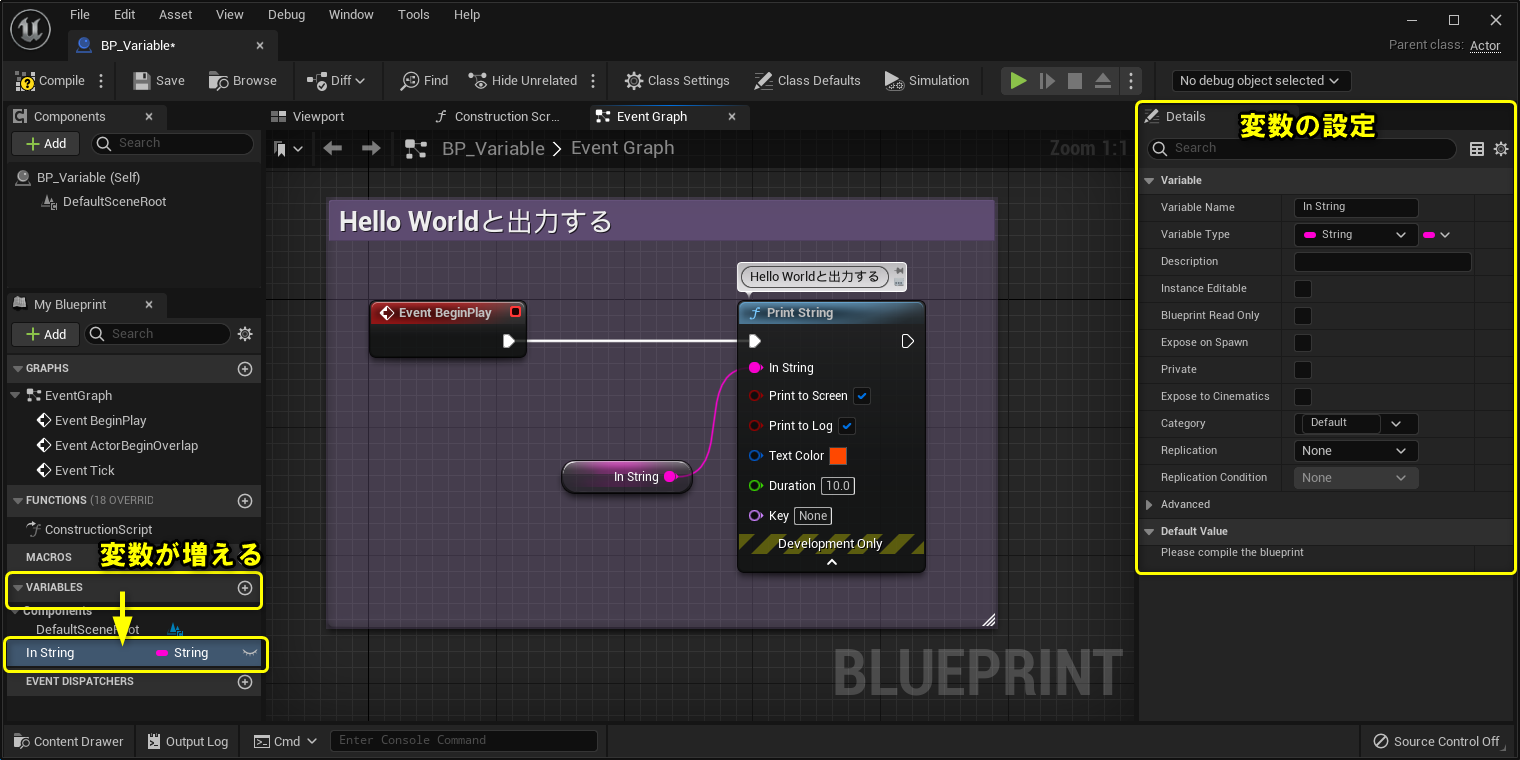 File Edit Asset View Debug Window Tools Help
BP_Variable*
Parent class: Actor
Compile Save Browse Diff Find Hide Unrelated Class Settings Class Defaults Simulation No debug object selected
Components
Add Search
BP_Variable (Self)
DefaultSceneRoot
My Blueprint
Add Search
GRAPHS
EventGraph
Event BeginPlay
Event ActorBeginOverlap
Event Tick
FUNCTIONS (18 OVERRID
ConstructionScript
MACROS
変数が増える
VARIABLES
Components
DefaultSceneRoot
In String String
EVENT DISPATCHERS
Viewport Construction Scr... Event Graph
BP_Variable > Event Graph Zoom 1:1
Hello Worldと出力する
Hello Worldと出力する
Event BeginPlay
Print String
In String
Print to Screen
Print to Log
Text Color
Duration 10.0
Key None
Development Only
In String
BLUEPRINT
Details
変数の設定
Search
Variable
Variable Name In String
Variable Type String
Description
Instance Editable
Blueprint Read Only
Expose on Spawn
Private
Expose to Cinematics
Category Default
Replication None
Replication Condition None
Advanced
Default Value
Please compile the blueprint
Content Drawer Output Log Cmd Enter Console Command Source Control Off